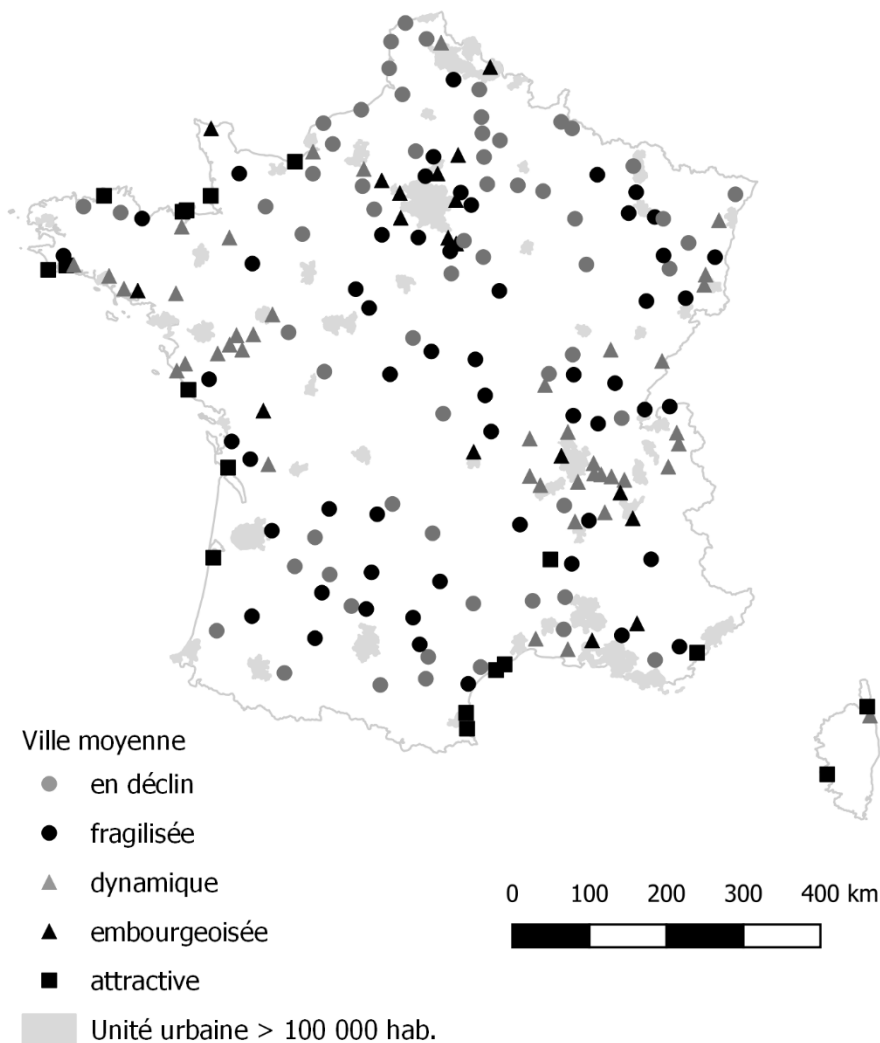 Ville moyenne
en déclin
fragilisée
dynamique
embourgeoisée
attractive
Unité urbaine > 100 000 hab.
0 100 200 300 400 km